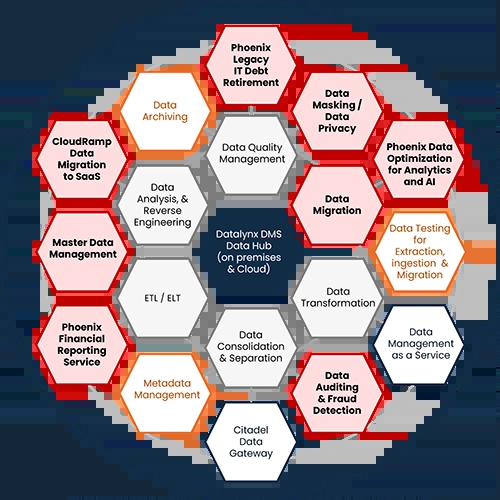 Phoenix
Legacy
IT Debt
Retirement
Data
Archiving
Data
Masking /
Data
Privacy
CloudRamp
Data
Migration
to SaaS
Data Quality
Management
Phoenix Data
Optimization
for Analytics
and AI
Data
Analysis, &
Reverse
Engineering
Data
Migration
Master Data
Management
Datalynx DMS
Data Hub
(on premises
& Cloud)
Data Testing
for
Extraction,
ingestion &
Migration
ETL / ELT
Data
Transformation
Phoenix
Financial
Reporting
Service
Data
Consolidation
& Separation
Data
Management
as a Service
Metadata
Management
Data
Auditing
& Fraud
Detection
Citadel
Data
Gateway